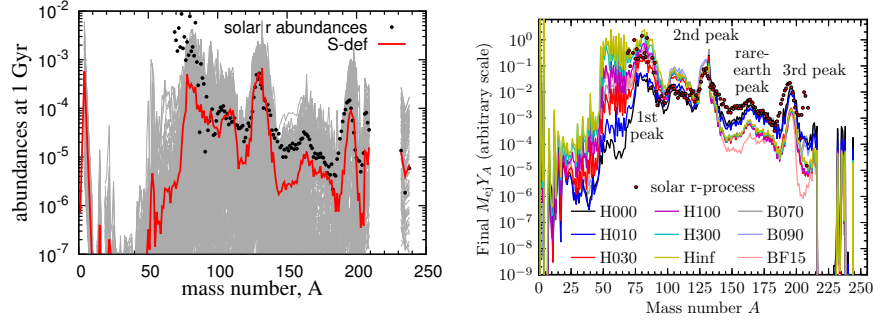 abundances at 1 Gyr
10^-2
10^-3
10^-4
10^-5
10^-6
10^-7
solar r abundances
S-def
0 50 100 150 200 250
mass number, A
Final M_ej Y_A (arbitrary scale)
10^0
10^-1
10^-2
10^-3
10^-4
10^-5
10^-6
10^-7
10^-8
10^-9
2nd peak
rare-
earth
peak
3rd peak
1st
peak
solar r-process
H000 H100 B070
H010 H300 B090
H030 Hinf BF15
0 25 50 75 100 125 150 175 200 225 250
Mass number A